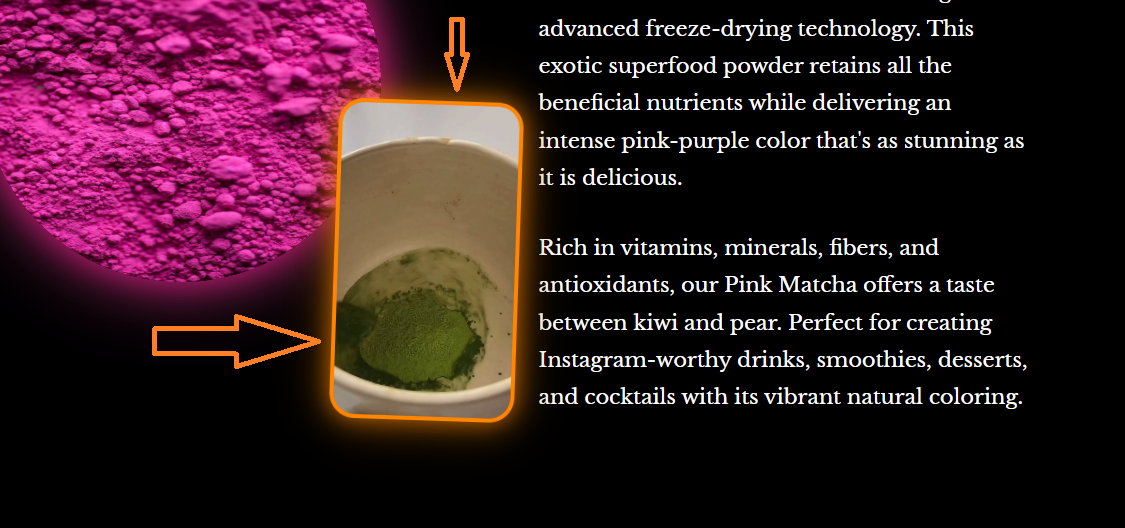 advanced freeze-drying technology. This
exotic superfood powder retains all the
beneficial nutrients while delivering an
intense pink-purple color that's as stunning as
it is delicious.
Rich in vitamins, minerals, fibers, and
antioxidants, our Pink Matcha offers a taste
between kiwi and pear. Perfect for creating
Instagram-worthy drinks, smoothies, desserts,
and cocktails with its vibrant natural coloring.